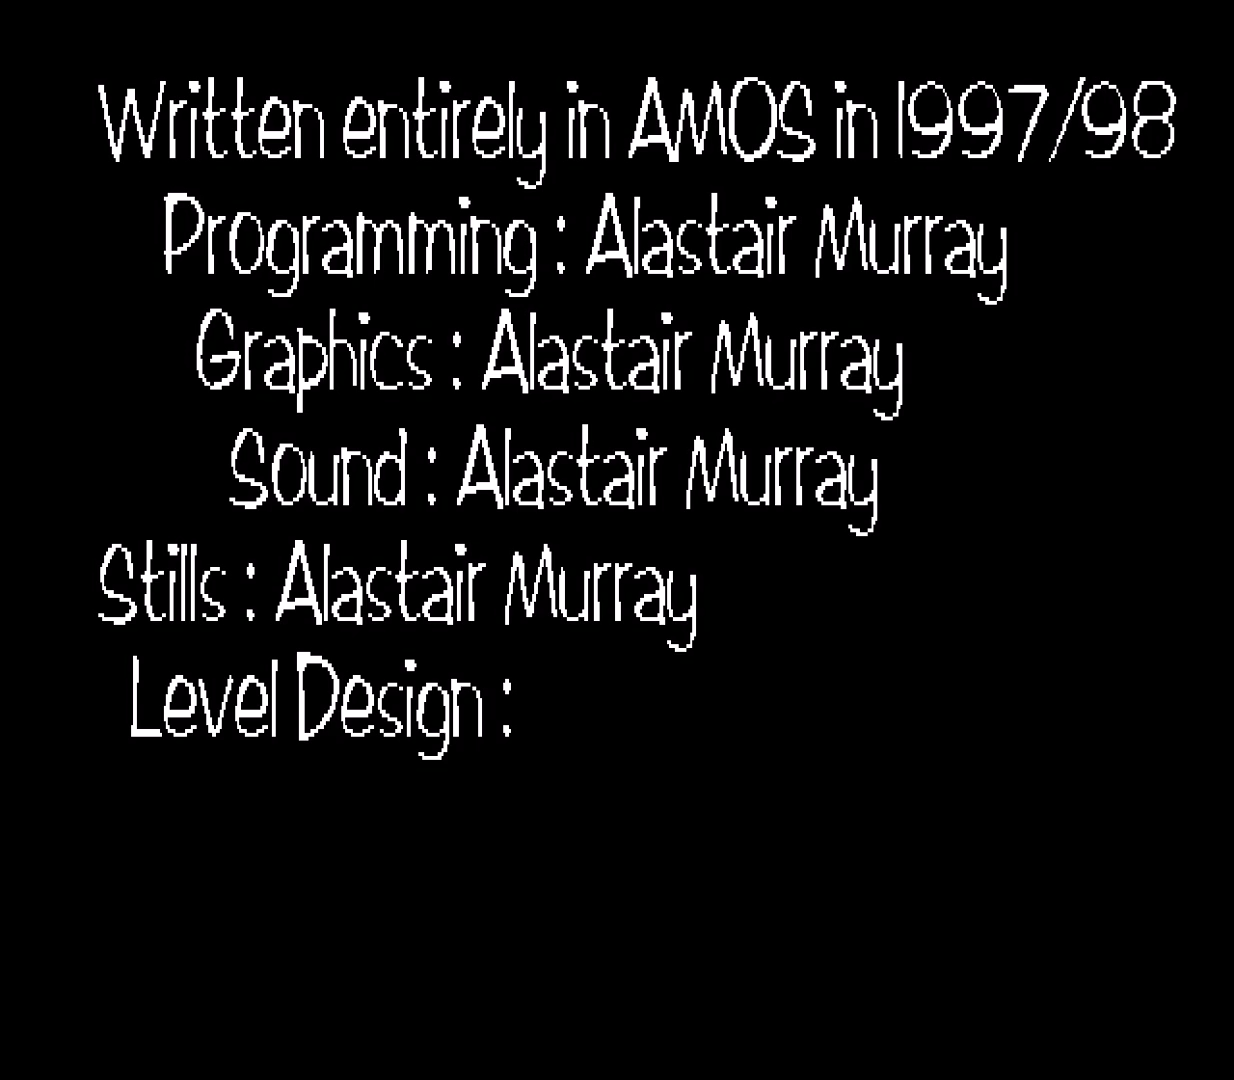 Written entirely in AMOS in 1997/98
Programming : Alastair Murray
Graphics : Alastair Murray
Sound : Alastair Murray
Stills : Alastair Murray
Level Design :